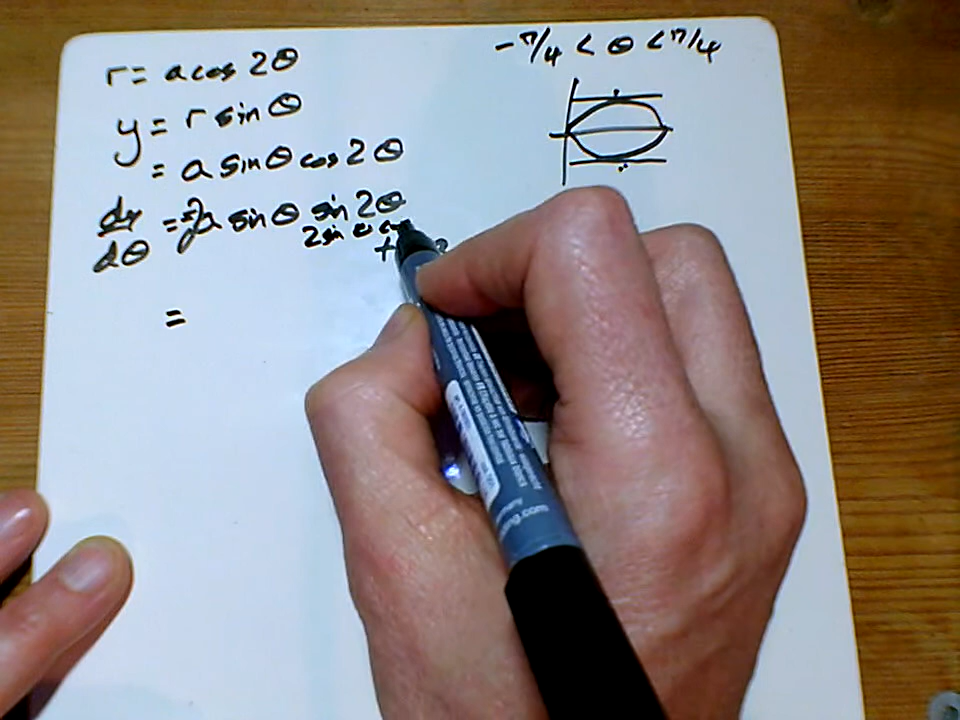 r = a cos 2θ
-π/4 < θ < π/4
y = r sin θ
= a sin θ cos 2θ
dy/dθ = -2a sin θ sin 2θ
2 sin θ
+
=